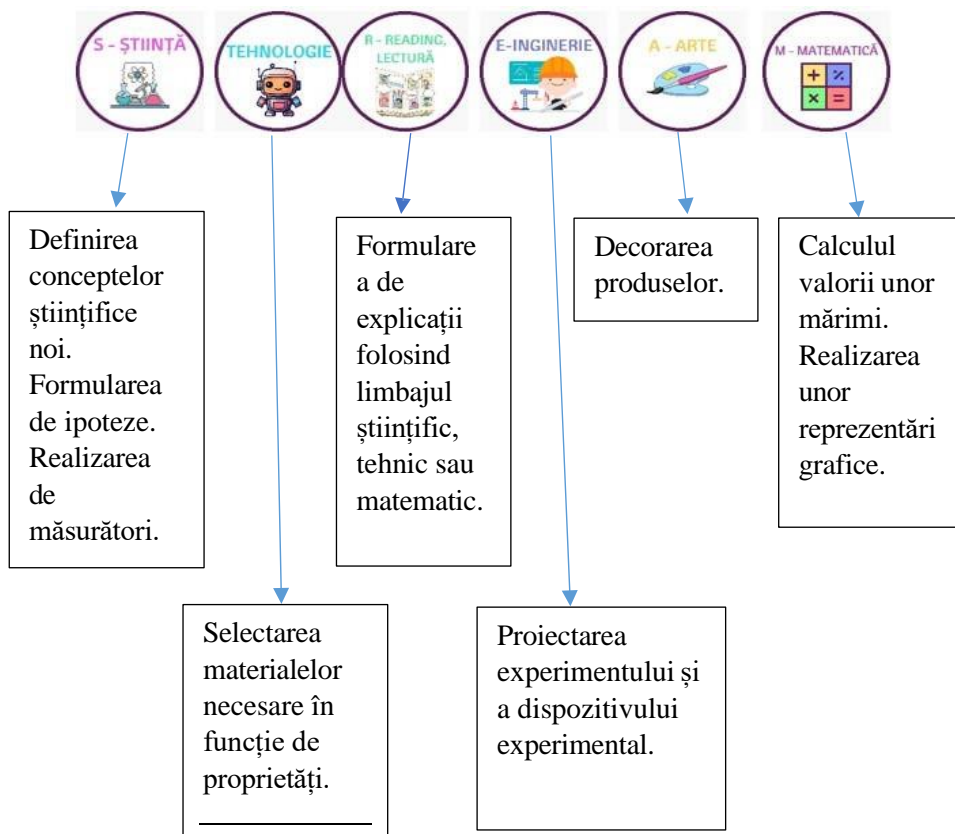 S - ȘTIINȚĂ
TEHNOLOGIE
R - READING,
LECTURĂ
E-INGINERIE
A - ARTE
M - MATEMATICĂ
+ %
× =
Definirea
conceptelor
științifice
noi.
Formularea
de ipoteze.
Realizarea
de
măsurători.
Formulare
a de
explicații
folosind
limbajul
științific,
tehnic sau
matematic.
Decorarea
produselor.
Calculul
valorii unor
mărimi.
Realizarea
unor
reprezentări
grafice.
Selectarea
materialelor
necesare în
funcție de
proprietăți.
Proiectarea
experimentului și
a dispozitivului
experimental.